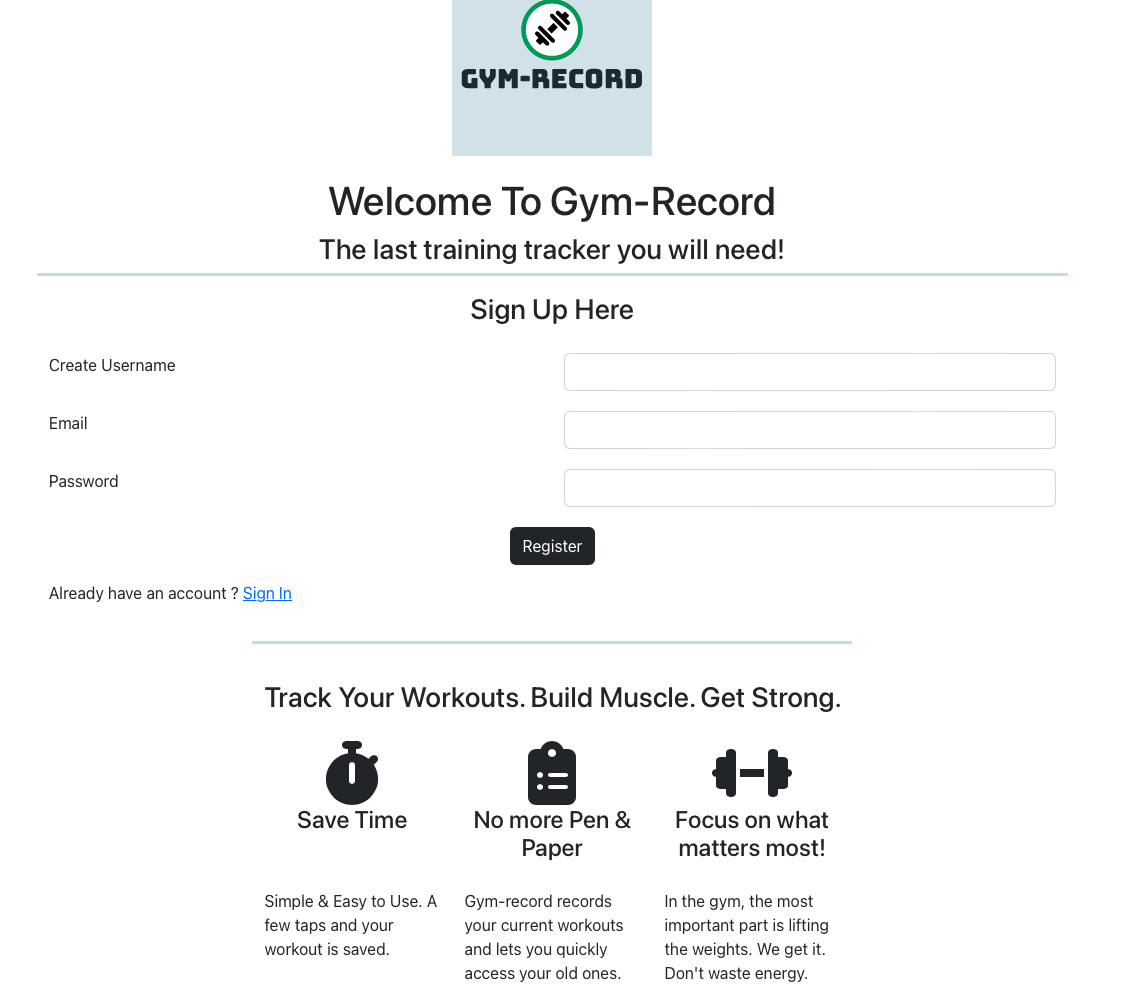 GYM-RECORD
Welcome To Gym-Record
The last training tracker you will need!
Sign Up Here
Create Username
Email
Password
Register
Already have an account ? Sign In
Track Your Workouts. Build Muscle. Get Strong.
Save Time
No more Pen &
Paper
Focus on what
matters most!
Simple & Easy to Use. A
few taps and your
workout is saved.
Gym-record records
your current workouts
and lets you quickly
access your old ones.
In the gym, the most
important part is lifting
the weights. We get it.
Don't waste energy.